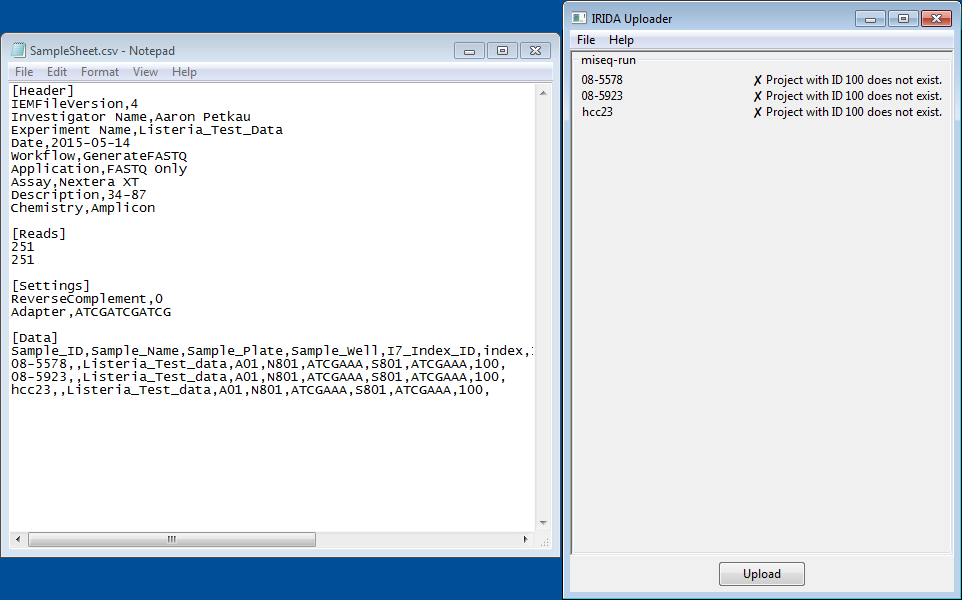 SampleSheet.csv - Notepad
File Edit Format View Help
[Header]
IEMFileVersion,4
Investigator Name,Aaron Petkau
Experiment Name,Listeria_Test_Data
Date,2015-05-14
Workflow,GenerateFASTQ
Application,FASTQ Only
Assay,Nextera XT
Description,34-87
Chemistry,Amplicon
[Reads]
251
251
[Settings]
ReverseComplement,0
Adapter,ATCGATCGATCG
[Data]
Sample_ID,Sample_Name,Sample_Plate,Sample_Well,I7_Index_ID,index,I
08-5578,,Listeria_Test_data,A01,N801,ATCGAAA,S801,ATCGAAA,100,
08-5923,,Listeria_Test_data,A01,N801,ATCGAAA,S801,ATCGAAA,100,
hcc23,,Listeria_Test_data,A01,N801,ATCGAAA,S801,ATCGAAA,100,
IRIDA Uploader
File Help
miseq-run
08-5578 ✗ Project with ID 100 does not exist.
08-5923 ✗ Project with ID 100 does not exist.
hcc23 ✗ Project with ID 100 does not exist.
Upload